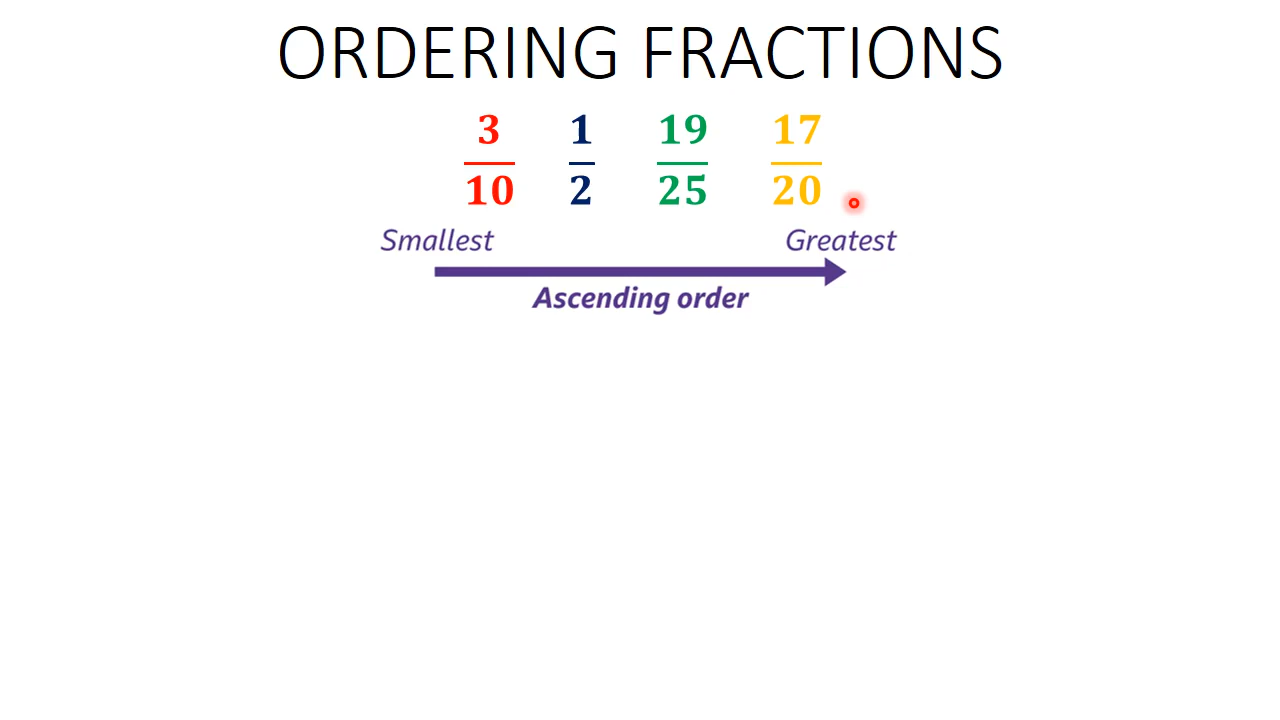 ORDERING FRACTIONS
3/10 1/2 19/25 17/20
Smallest Greatest
Ascending order